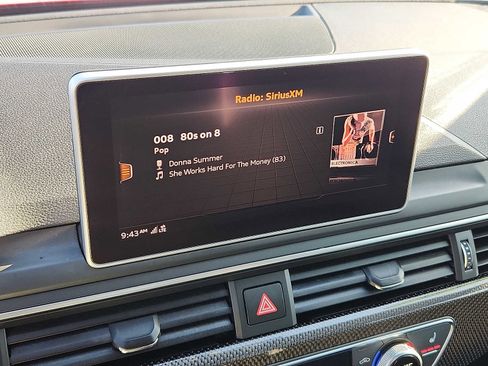 Radio: SiriusXM
008 80s on 8
Pop
Donna Summer
She Works Hard For The Money (83)
ELECTRONICA
9:43 AM LTE